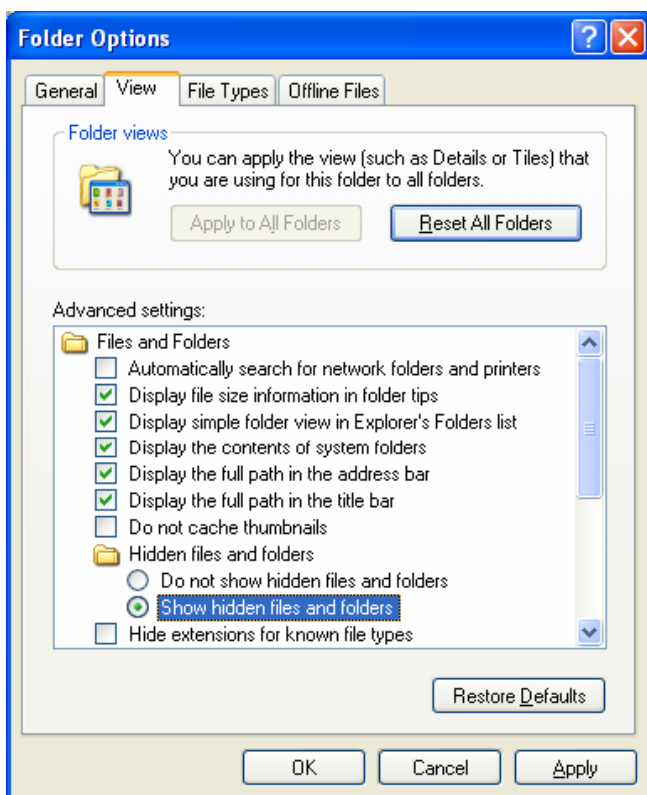 Folder Options
General View File Types Offline Files
Folder views
You can apply the view (such as Details or Tiles) that
you are using for this folder to all folders.
Apply to All Folders Reset All Folders
Advanced settings:
Files and Folders
Automatically search for network folders and printers
Display file size information in folder tips
Display simple folder view in Explorer's Folders list
Display the contents of system folders
Display the full path in the address bar
Display the full path in the title bar
Do not cache thumbnails
Hidden files and folders
Do not show hidden files and folders
Show hidden files and folders
Hide extensions for known file types
Restore Defaults
OK Cancel Apply